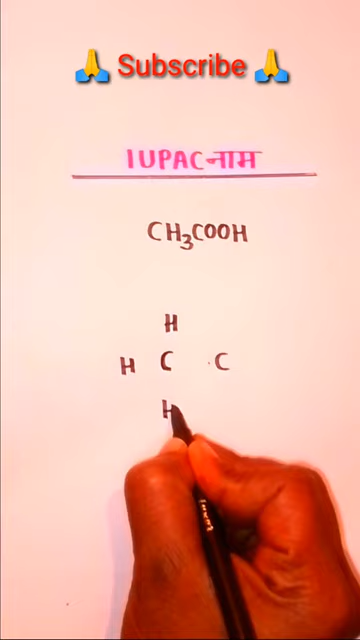 🙏 Subscribe 🙏
IUPAC नाम
CH₃COOH
H
H C C
H